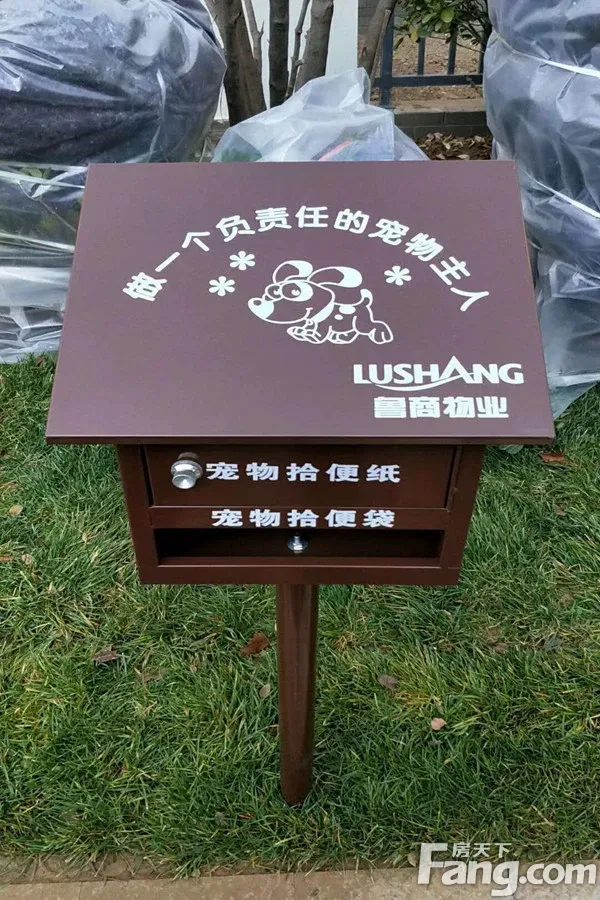 做一个负责任的宠物主人
LUSHANG
鲁商物业
宠物拾便纸
宠物拾便袋
房天下
Fang.com